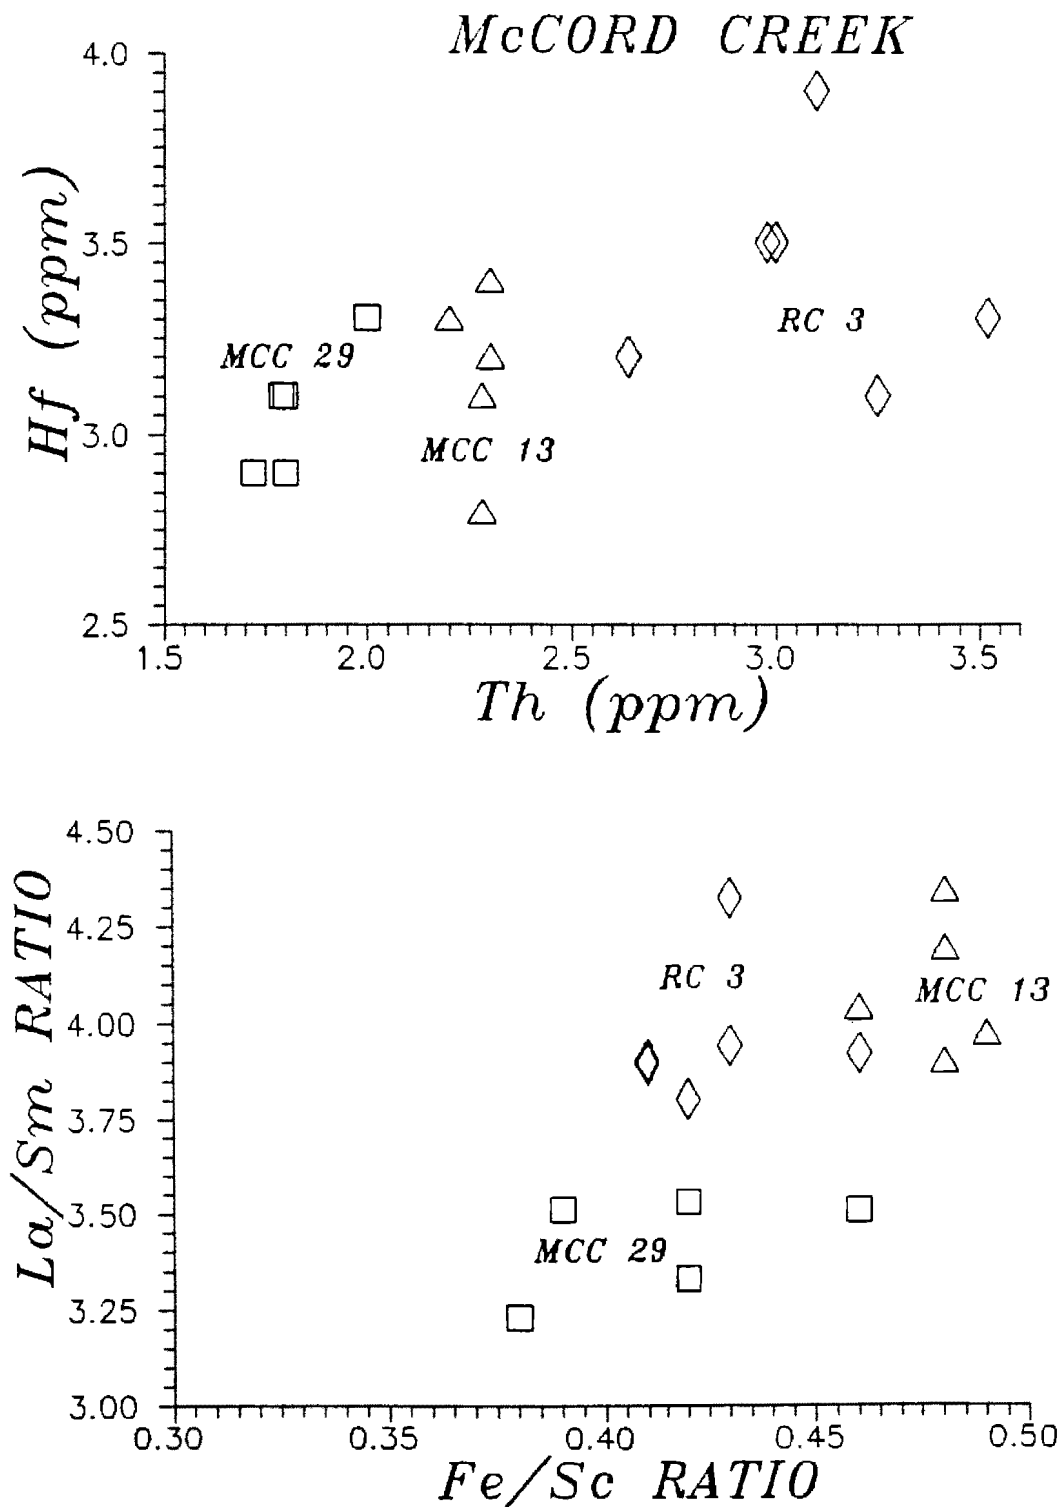 McCORD CREEK
4.0
3.5
3.0
2.5
Hf (ppm)
MCC 29
MCC 13
RC 3
1.5 2.0 2.5 3.0 3.5
Th (ppm)
4.50
4.25
4.00
3.75
3.50
3.25
3.00
La/Sm RATIO
RC 3
MCC 13
MCC 29
0.30 0.35 0.40 0.45 0.50
Fe/Sc RATIO